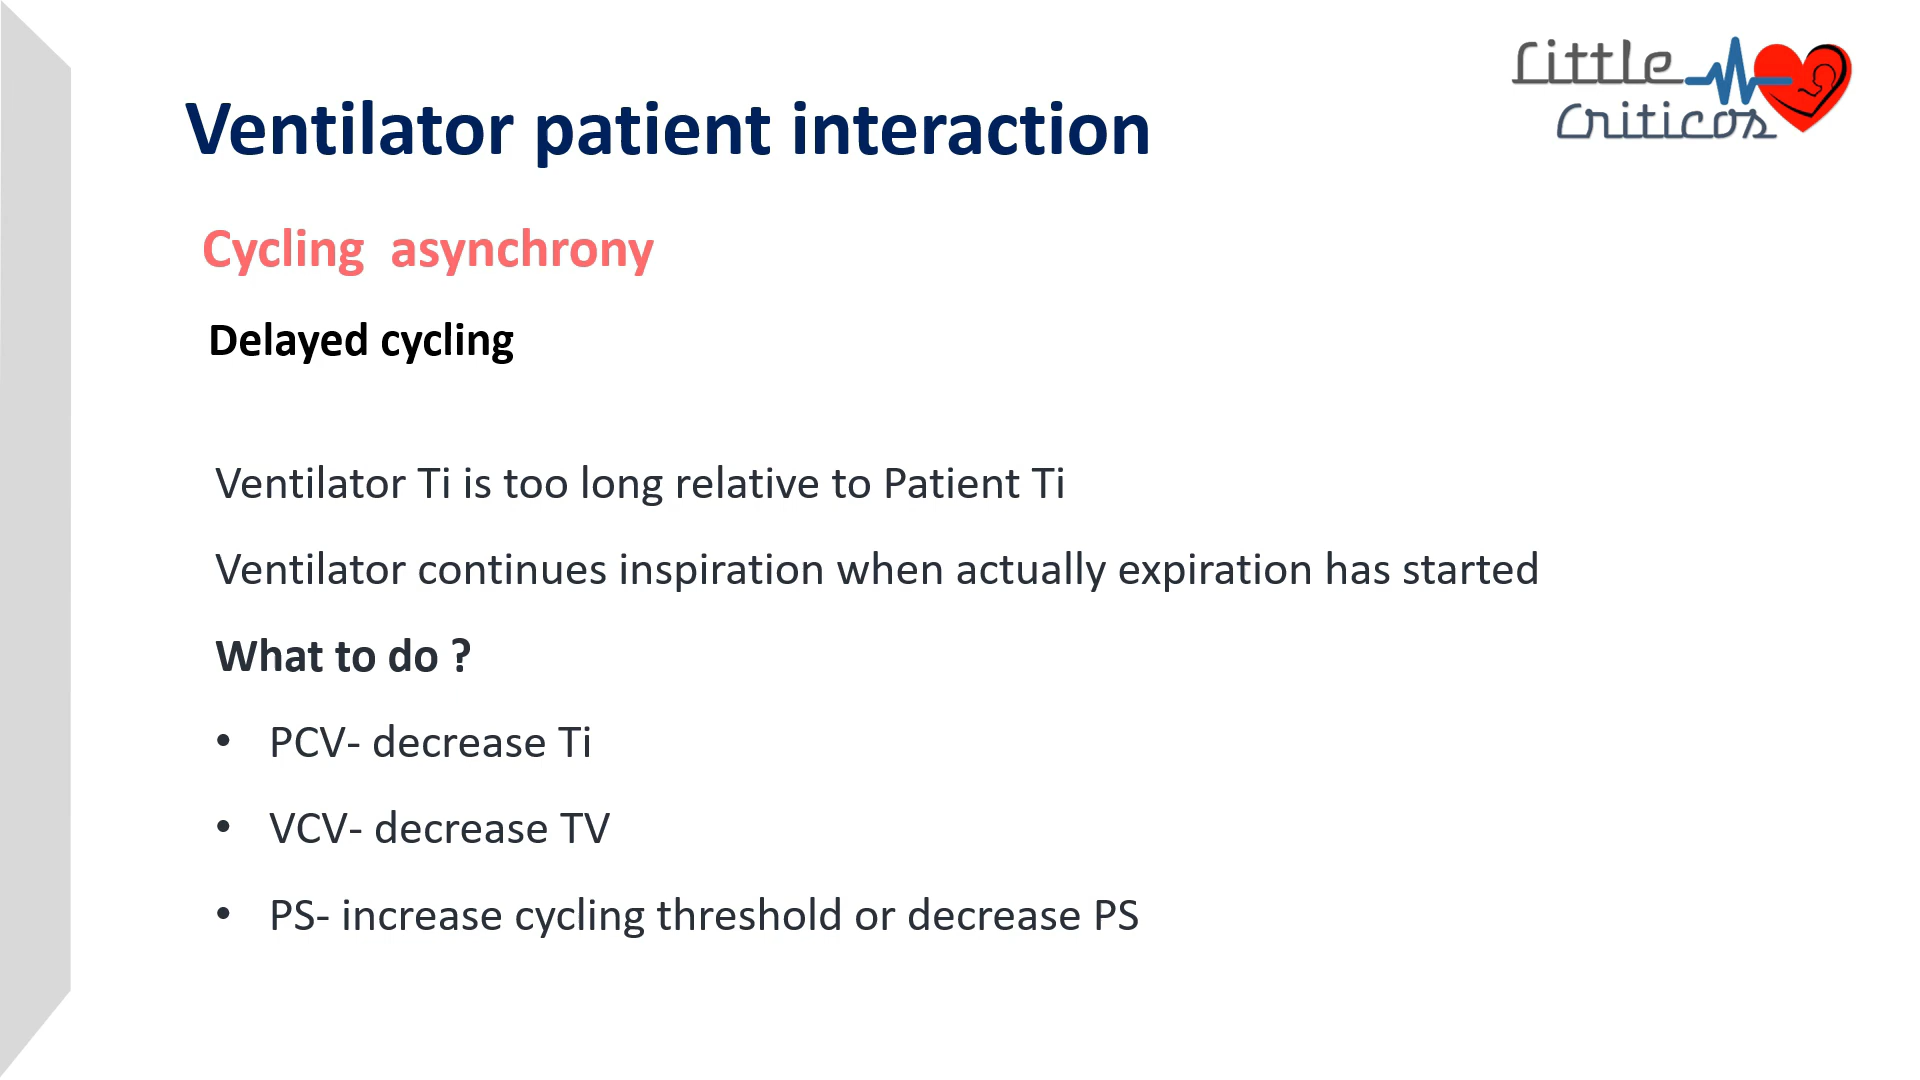 Little
Criticos
Ventilator patient interaction
Cycling asynchrony
Delayed cycling
Ventilator Ti is too long relative to Patient Ti
Ventilator continues inspiration when actually expiration has started
What to do ?
• PCV- decrease Ti
• VCV- decrease TV
• PS- increase cycling threshold or decrease PS